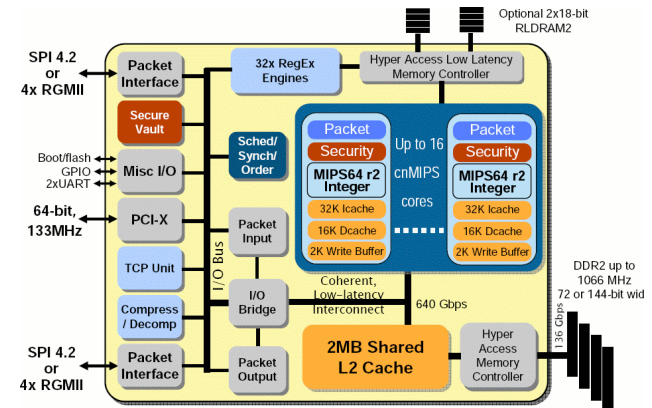 Optional 2x18-bit
RLDRAM2
SPI 4.2
or
4x RGMII
Packet
Interface
32x RegEx
Engines
Hyper Access Low Latency
Memory Controller
Secure
Vault
Sched/
Synch/
Order
Boot/flash
GPIO
2xUART
Misc I/O
64-bit,
133MHz
PCI-X
TCP Unit
Compress
/ Decomp
SPI 4.2
or
4x RGMII
Packet
Interface
I/O Bus
Packet
Input
I/O
Bridge
Packet
Output
Packet
Security
MIPS64 r2
Integer
32K Icache
16K Dcache
2K Write Buffer
Up to 16
cnMIPS
cores
Packet
Security
MIPS64 r2
Integer
32K Icache
16K Dcache
2K Write Buffer
Coherent,
Low-latency
Interconnect
640 Gbps
2MB Shared
L2 Cache
Hyper
Access
Memory
Controller
136 Gbps
DDR2 up to
1066 MHz
72 or 144-bit wid